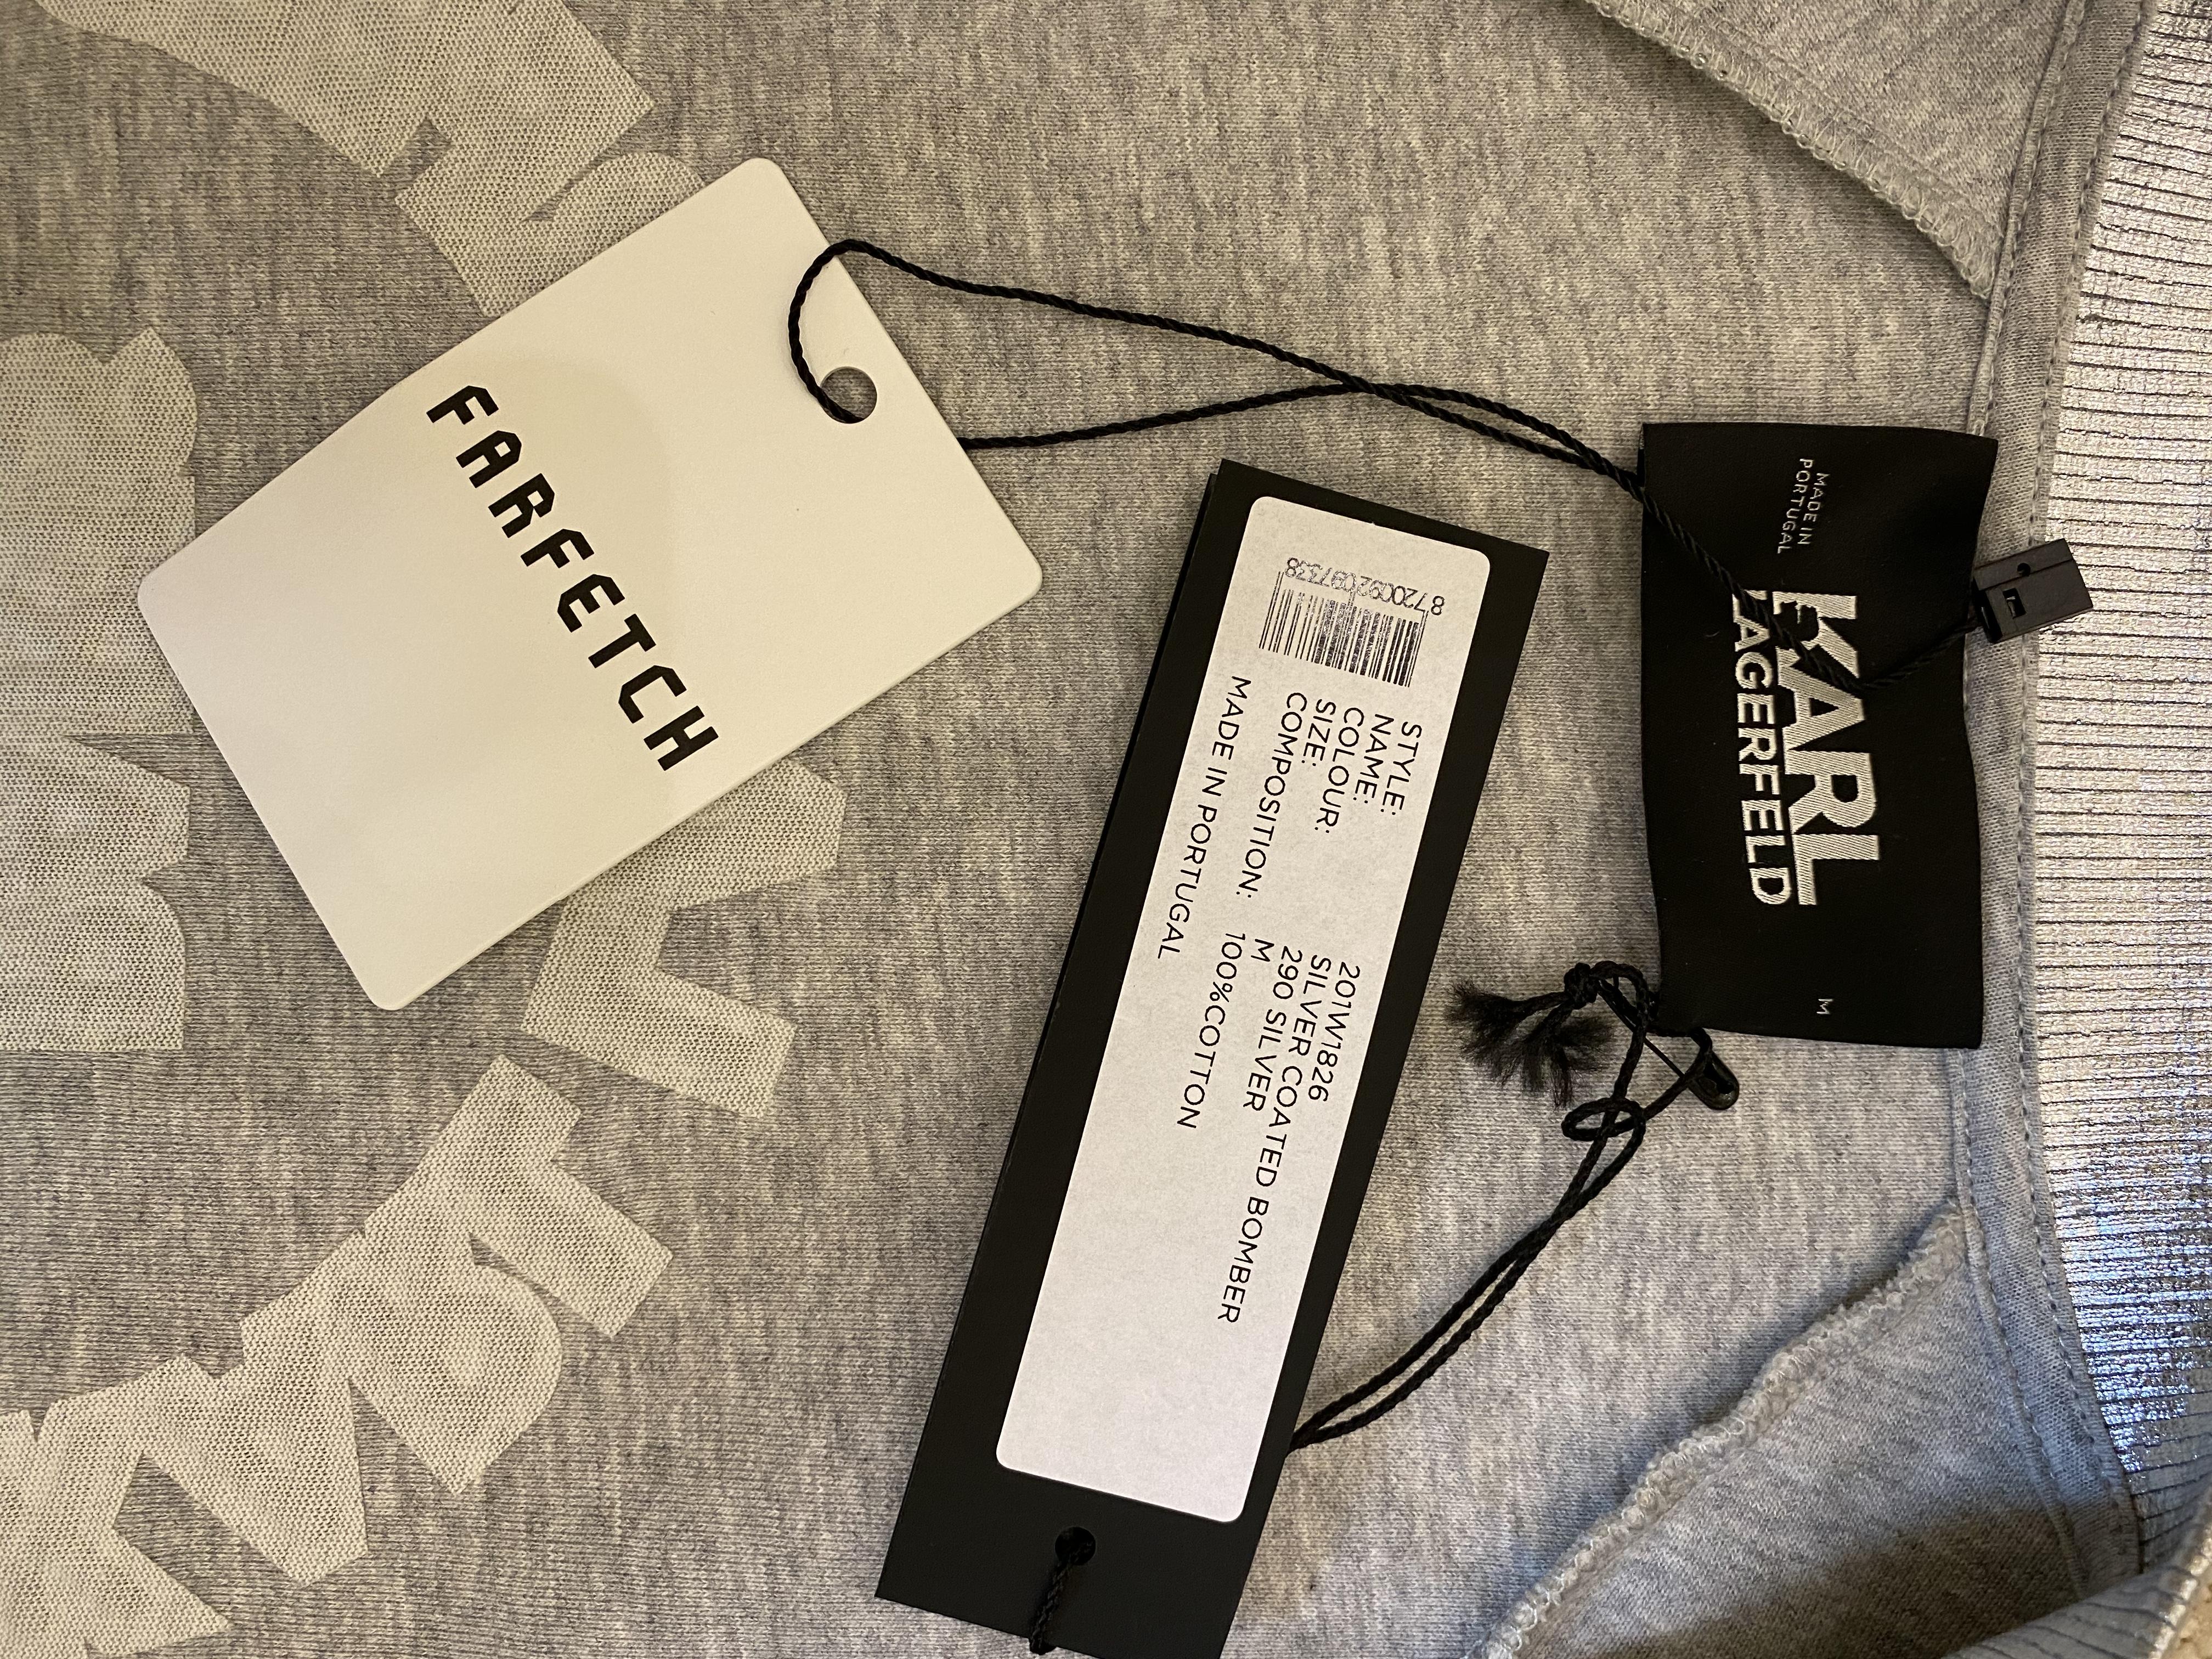 FARFETCH
8720092097338
STYLE: 201W1826
NAME: SILVER COATED BOMBER
COLOUR: 290 SILVER
SIZE: M
COMPOSITION: 100%COTTON
MADE IN PORTUGAL
MADE IN
PORTUGAL
KARL
LAGERFELD
M